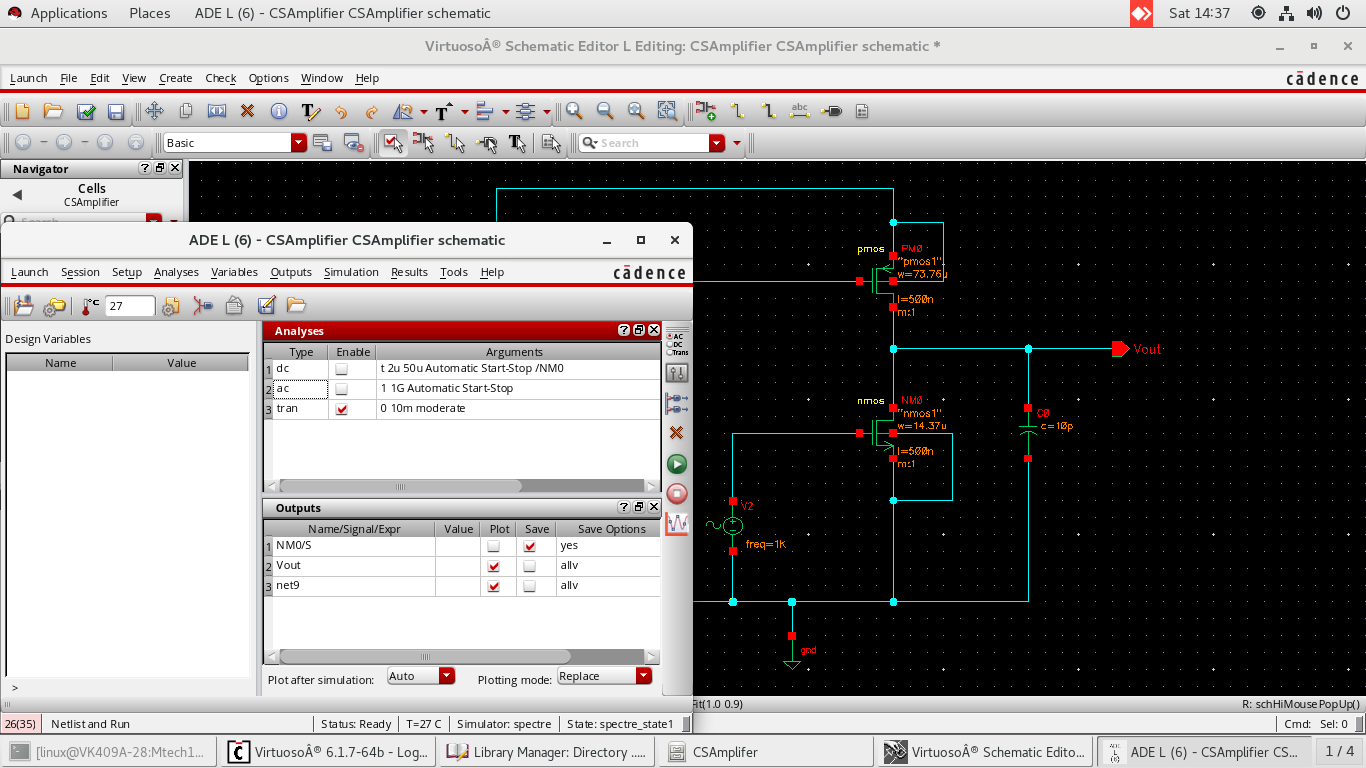 Applications Places ADE L (6) - CSAmplifier CSAmplifier schematic Sat 14:37
VirtuosoÂ® Schematic Editor L Editing: CSAmplifier CSAmplifier schematic *
Launch File Edit View Create Check Options Window Help cādence
Basic Search
Navigator
Cells
CSAmplifier
ADE L (6) - CSAmplifier CSAmplifier schematic
Launch Session Setup Analyses Variables Outputs Simulation Results Tools Help cādence
27
Design Variables
Name Value
>
Analyses
Type Enable Arguments
1 dc t 2u 50u Automatic Start-Stop /NM0
2 ac 1 1G Automatic Start-Stop
3 tran 0 10m moderate
AC
DC
Trans
Outputs
Name/Signal/Expr Value Plot Save Save Options
1 NM0/S yes
2 Vout allv
3 net9 allv
Plot after simulation: Auto Plotting mode: Replace
26(35) Netlist and Run Status: Ready T=27 C Simulator: spectre State: spectre_state1
pmos PM0
"pmos1"
w=73.76u
l=500n
m:1
Vout
nmos NM0
"nmos1"
w=14.37u
l=500n
m:1
C0
c=10p
V2
freq=1K
gnd
Fit(1.0 0.9) R: schHiMousePopUp()
Cmd: Sel: 0
[linux@VK409A-28:Mtech1... VirtuosoÂ® 6.1.7-64b - Log... Library Manager: Directory ..... CSAmplifer VirtuosoÂ® Schematic Edito... ADE L (6) - CSAmplifier CS... 1 / 4